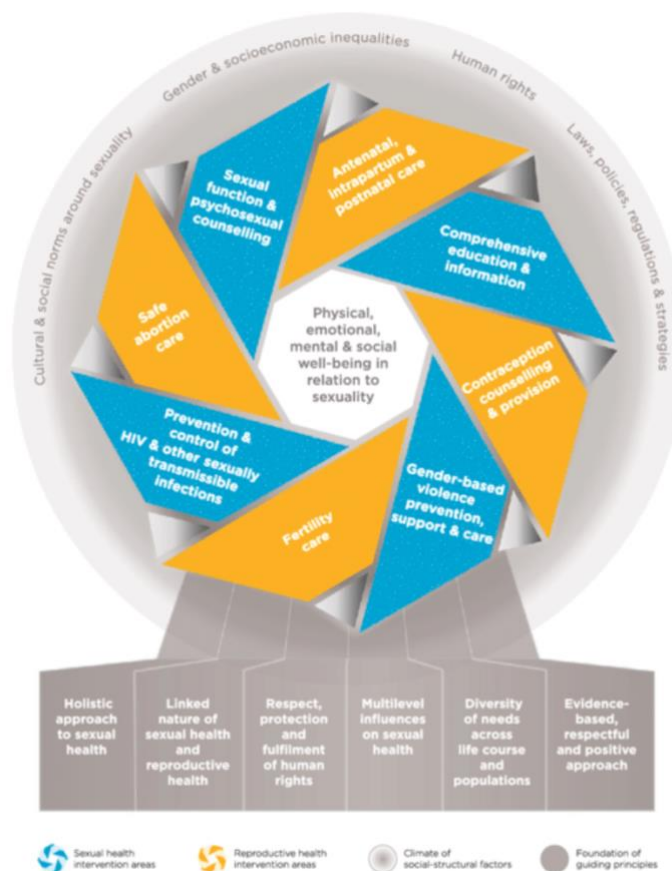 Cultural & social norms around sexuality
Gender & socioeconomic inequalities
Human rights
Laws, policies, regulations & strategies
Sexual
function &
psychosexual
counselling
Antenatal,
intrapartum &
postnatal care
Comprehensive
education &
information
Contraception
counselling
& provision
Gender-based
violence
prevention,
support & care
Fertility
care
Prevention &
control of
HIV & other sexually
transmissible
infections
Safe
abortion
care
Physical,
emotional,
mental & social
well-being in
relation to
sexuality
Holistic
approach
to sexual
health
Linked
nature of
sexual health
and
reproductive
health
Respect,
protection
and
fulfilment
of human
rights
Multilevel
influences
on sexual
health
Diversity
of needs
across
life course
and
populations
Evidence-
based,
respectful
and positive
approach
Sexual health
intervention areas
Reproductive health
intervention areas
Climate of
social-structural factors
Foundation of
guiding principles